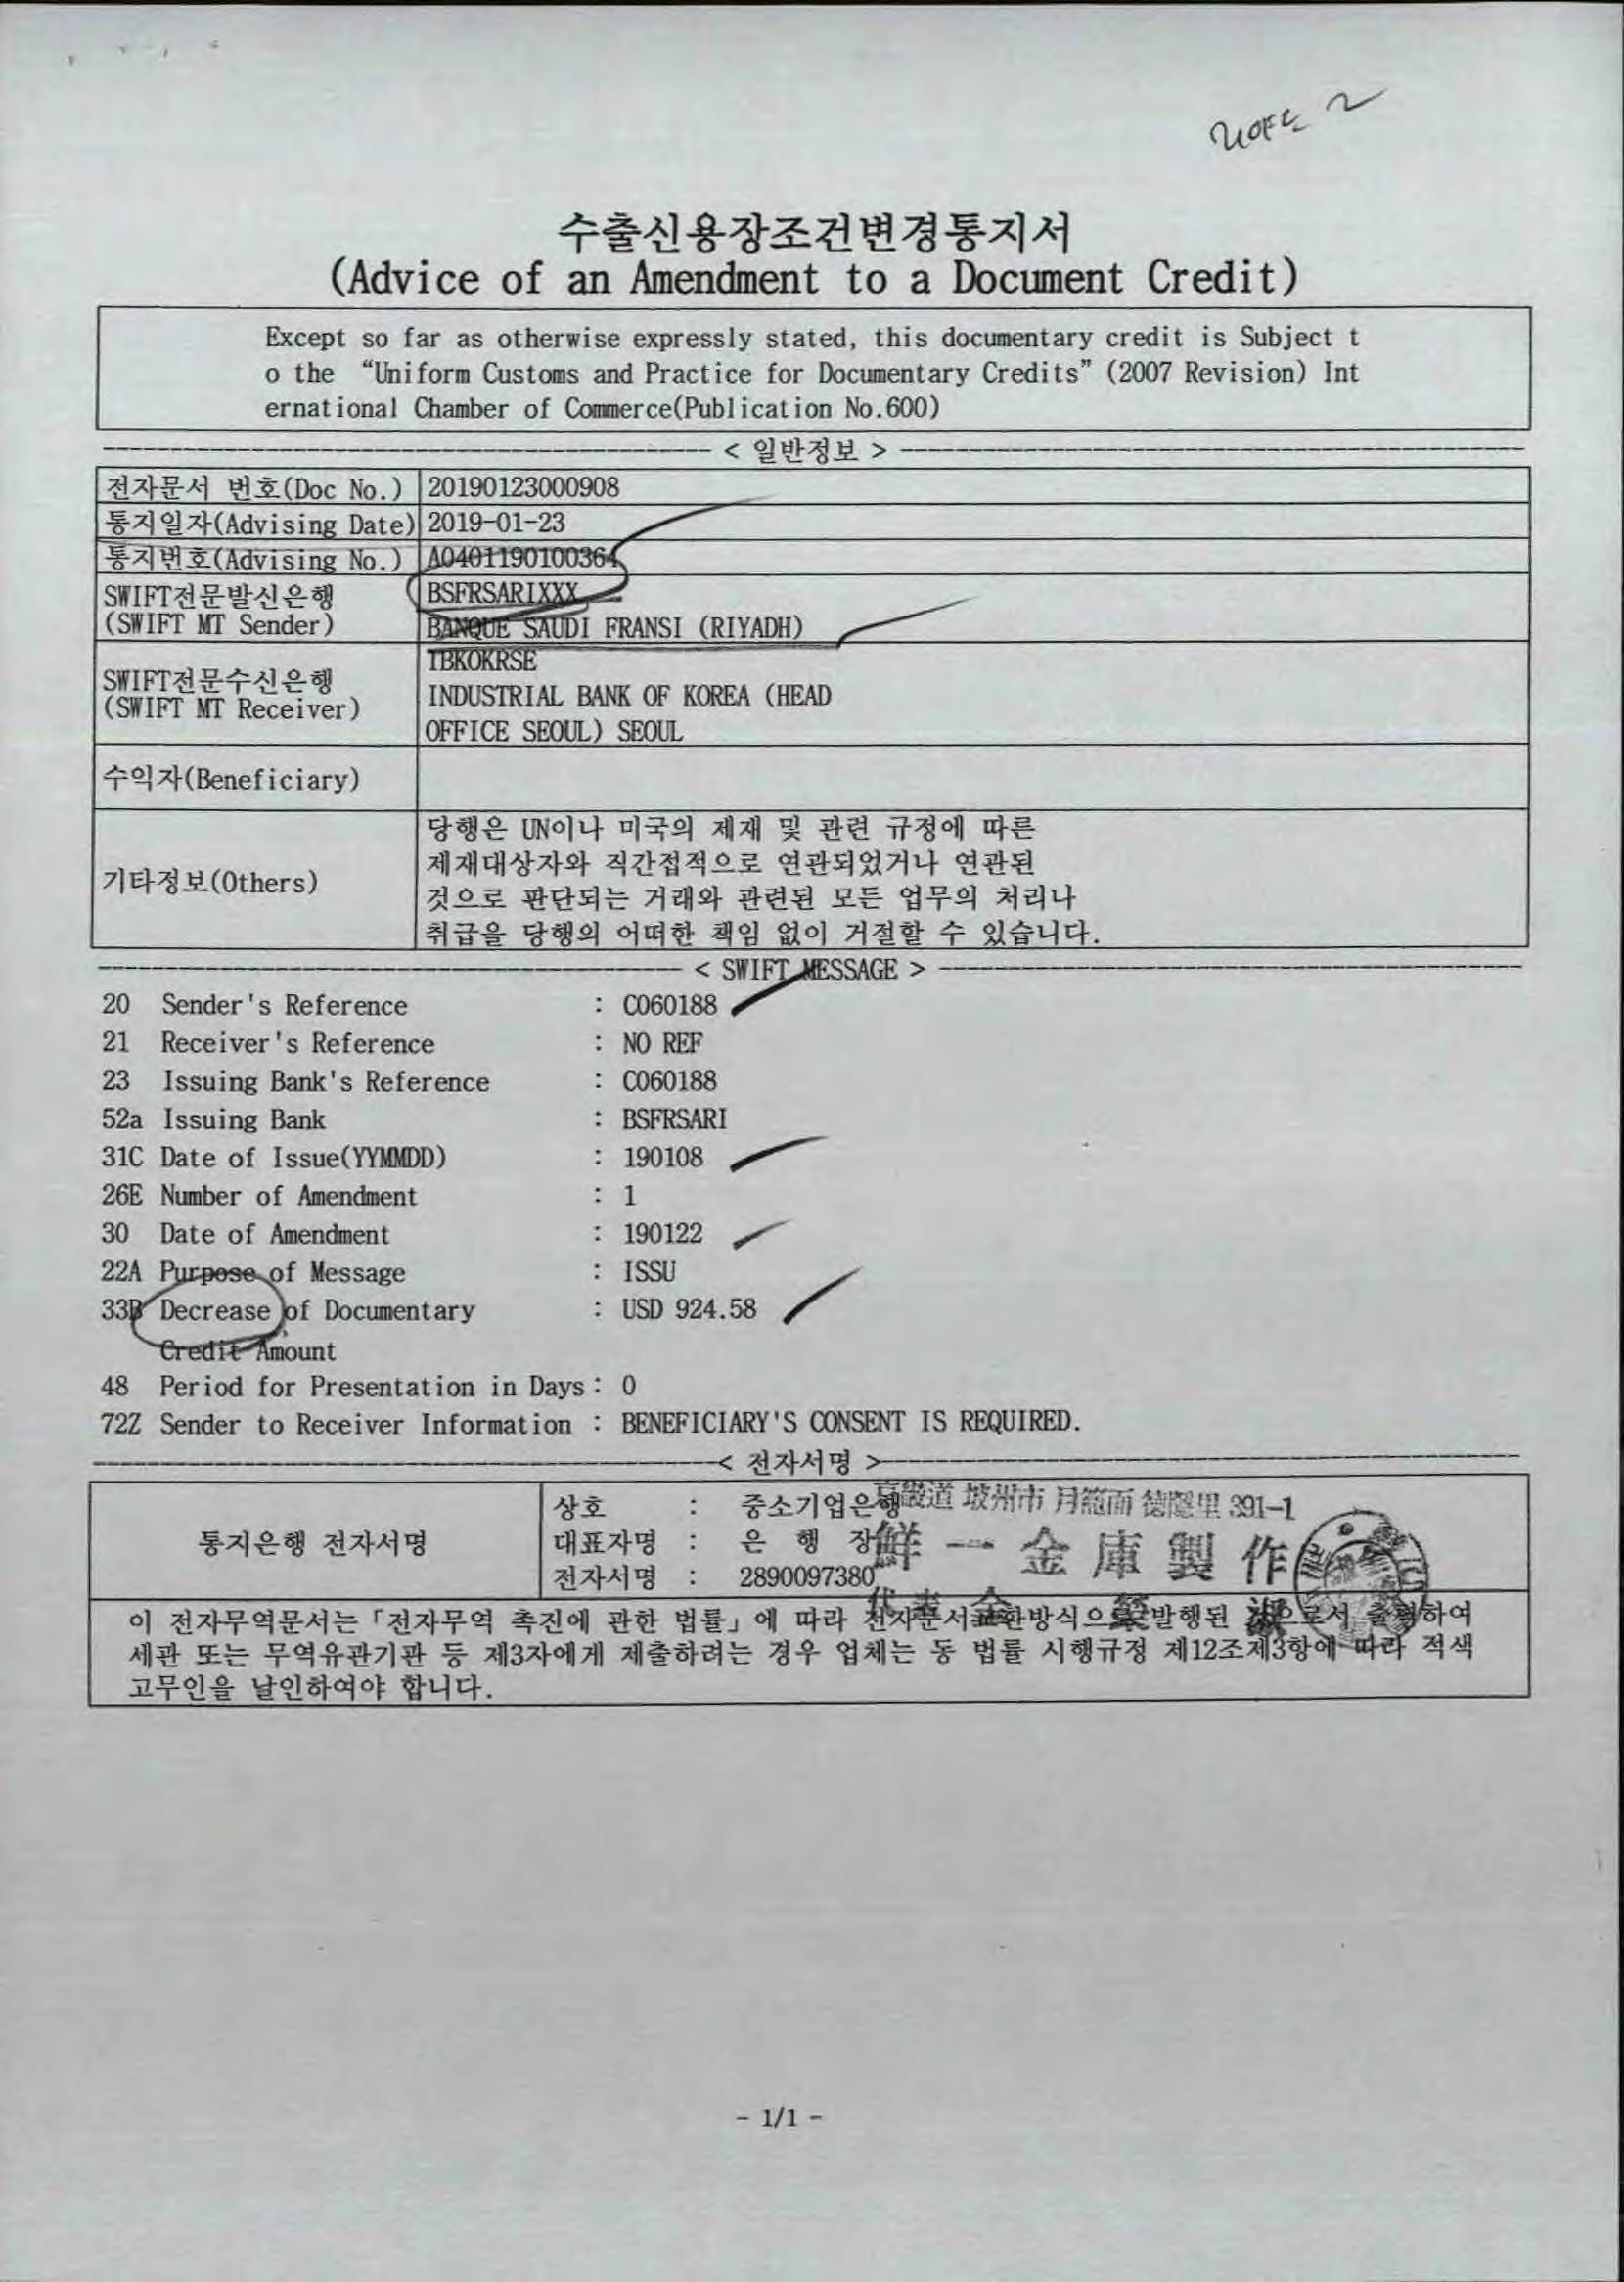 수출신용장조건변경통지서
(Advice of an Amendment to a Document Credit)
Except so far as otherwise expressly stated, this documentary credit is Subject t
o the “Uniform Customs and Practice for Documentary Credits” (2007 Revision) Int
ernational Chamber of Commerce(Publication No.600)
< 일반정보 >
전자문서 번호(Doc No.) 20190123000908
통지일자(Advising Date) 2019-01-23
통지번호(Advising No.) A0401190100364
SWIFT전문발신은행 BSFRSARIXXX
(SWIFT MT Sender) BANQUE SAUDI FRANSI (RIYADH)
IBKOKRSE
SWIFT전문수신은행 INDUSTRIAL BANK OF KOREA (HEAD
(SWIFT MT Receiver) OFFICE SEOUL) SEOUL
수익자(Beneficiary)
당행은 UN이나 미국의 제재 및 관련 규정에 따른
제재대상자와 직간접적으로 연관되었거나 연관된
기타정보(Others)
것으로 판단되는 거래와 관련된 모든 업무의 처리나
취급을 당행의 어떠한 책임 없이 거절할 수 있습니다.
< SWIFT MESSAGE >
20 Sender's Reference : C060188
21 Receiver's Reference : NO REF
23 Issuing Bank's Reference : C060188
52a Issuing Bank : BSFRSARI
31C Date of Issue(YYMMDD) : 190108
26E Number of Amendment : 1
30 Date of Amendment : 190122
22A Purpose of Message : ISSU
33B Decrease of Documentary : USD 924.58
Credit Amount
48 Period for Presentation in Days : 0
72Z Sender to Receiver Information : BENEFICIARY'S CONSENT IS REQUIRED.
< 전자서명 >
상호 : 중소기업은행 道 坡州市 月籠面 德隱里 391-1
통지은행 전자서명 대표자명 : 은 행 장 鮮一金庫製作
전자서명 : 2890097380
代表 金
이 전자무역문서는 「전자무역 촉진에 관한 법률」에 따라 전자문서교환방식으로 발행된 것으로서 출력하여
세관 또는 무역유관기관 등 제3자에게 제출하려는 경우 업체는 동 법률 시행규정 제12조제3항에 따라 적색
고무인을 날인하여야 합니다.
- 1/1 -